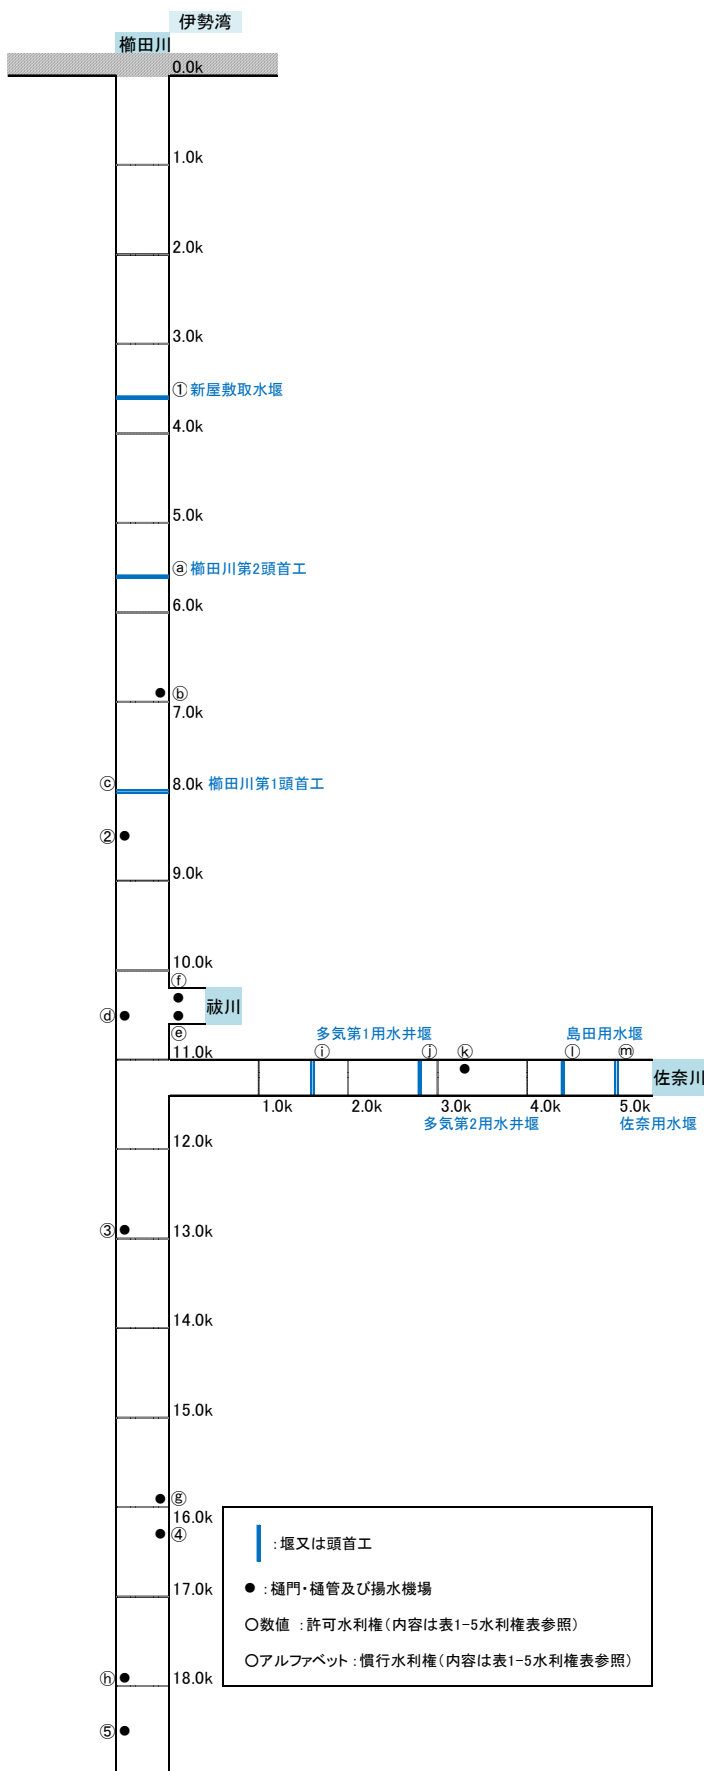 伊勢湾
櫛田川
0.0k
1.0k
2.0k
3.0k
①新屋敷取水堰
4.0k
5.0k
ⓐ櫛田川第2頭首工
6.0k
ⓑ
7.0k
ⓒ 8.0k 櫛田川第1頭首工
②
9.0k
10.0k
ⓕ
祓川
ⓓ
ⓔ
多気第1用水井堰 島田用水堰
11.0k ⓘ ⓙ ⓚ ⓛ ⓜ
佐奈川
1.0k 2.0k 3.0k 4.0k 5.0k
多気第2用水井堰 佐奈用水堰
12.0k
③ 13.0k
14.0k
15.0k
ⓖ
16.0k
④
:堰又は頭首工
17.0k ● :樋門・樋管及び揚水機場
○数値 :許可水利権(内容は表1-5水利権表参照)
○アルファベット:慣行水利権(内容は表1-5水利権表参照)
ⓗ 18.0k
⑤